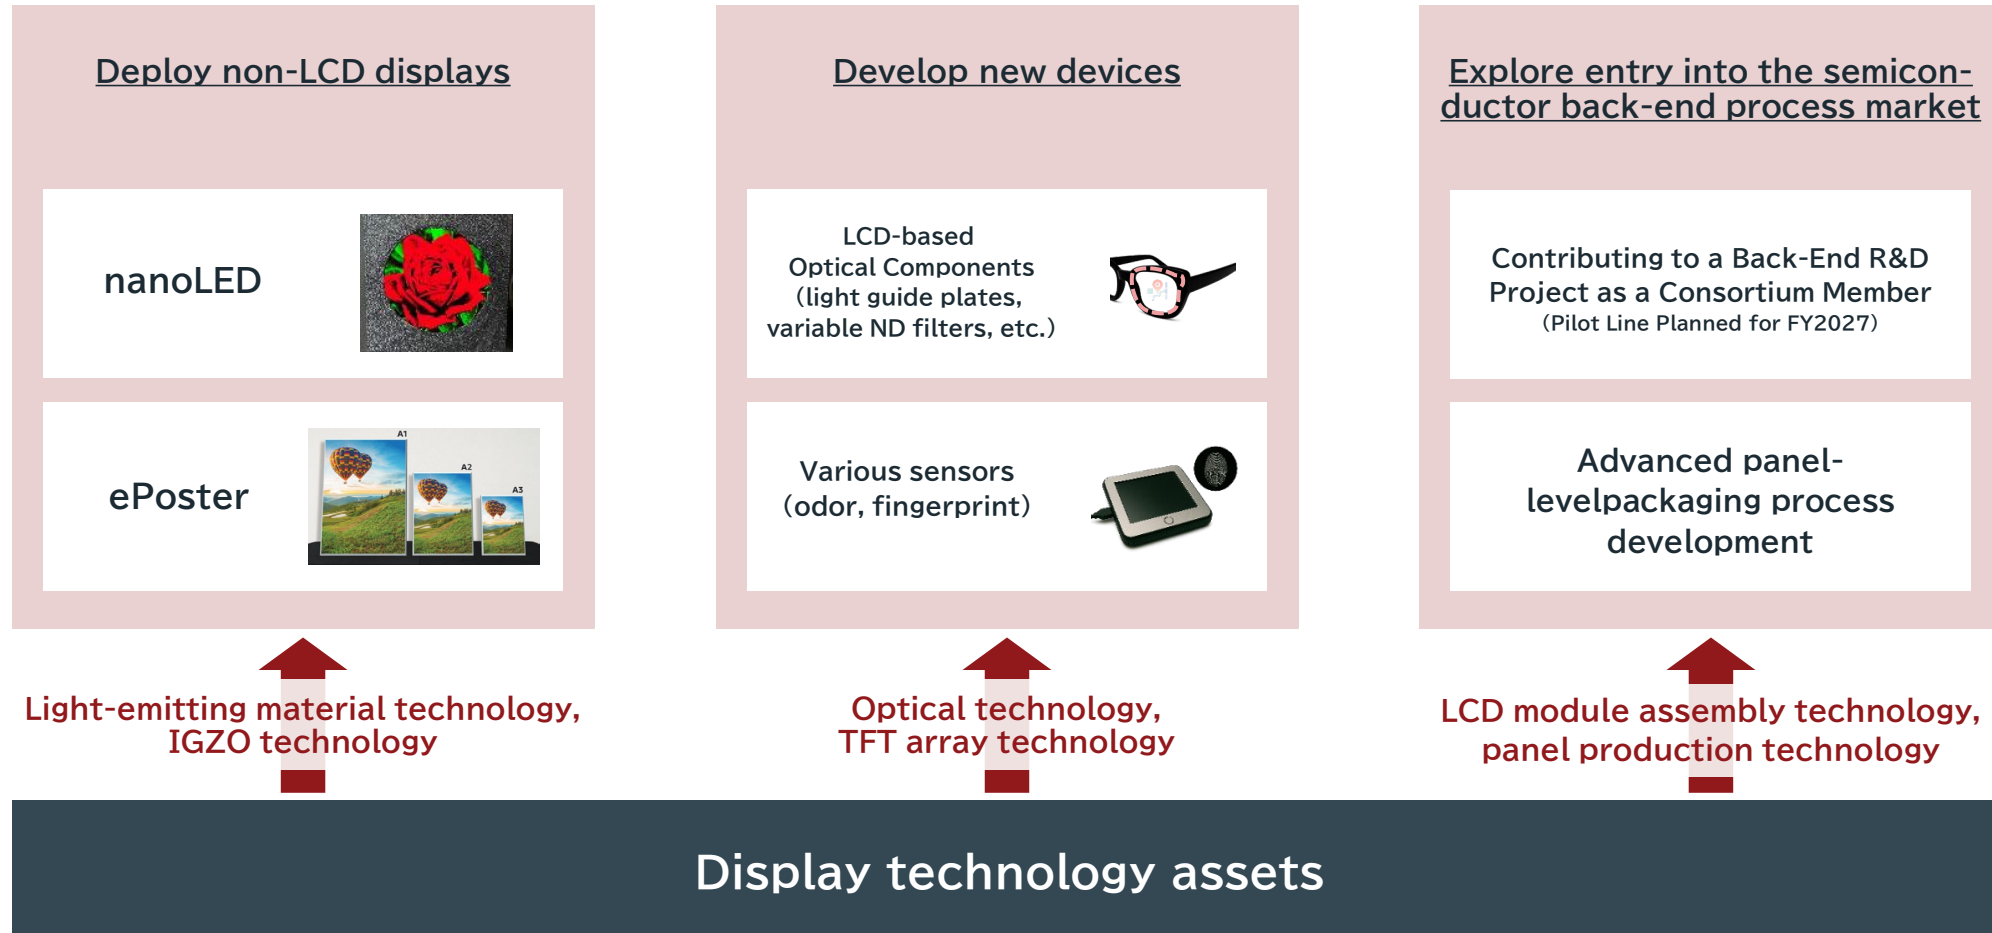 Deploy non-LCD displays
nanoLED
ePoster
A1
A2
A3
Light-emitting material technology,
IGZO technology
Develop new devices
LCD-based
Optical Components
(light guide plates,
variable ND filters, etc.)
Various sensors
(odor, fingerprint)
Optical technology,
TFT array technology
Explore entry into the semicon-
ductor back-end process market
Contributing to a Back-End R&D
Project as a Consortium Member
(Pilot Line Planned for FY2027)
Advanced panel-
levelpackaging process
development
LCD module assembly technology,
panel production technology
Display technology assets